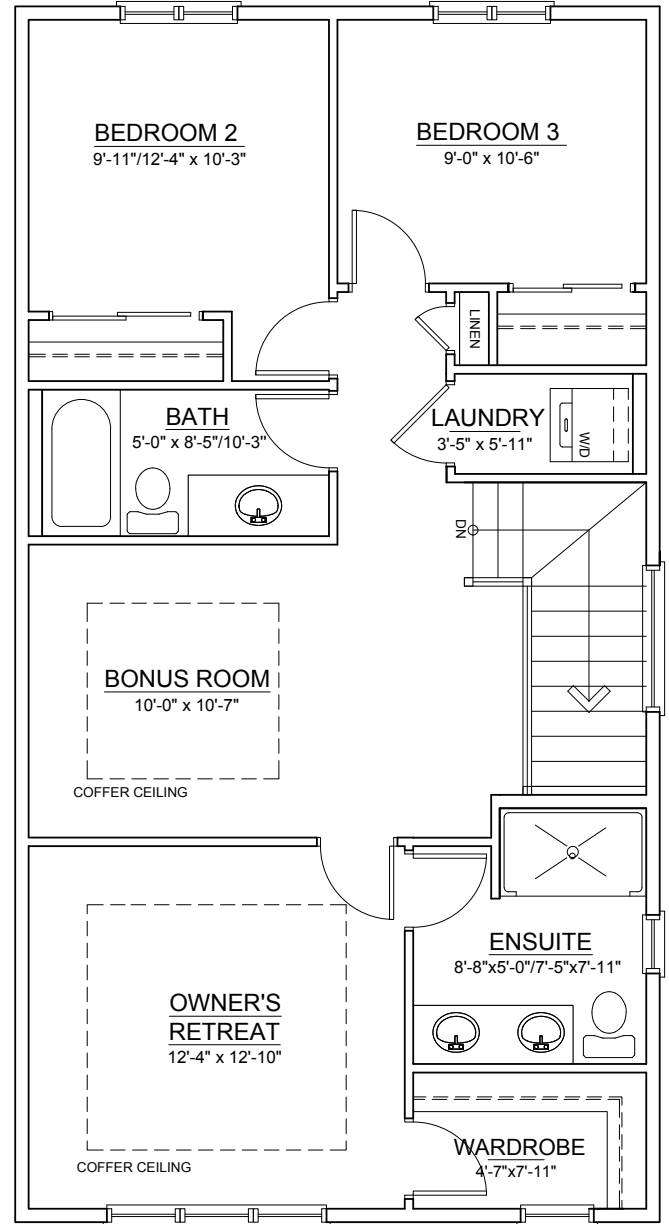 BEDROOM 2
9'-11"/12'-4" x 10'-3"
BEDROOM 3
9'-0" x 10'-6"
LINEN
BATH
5'-0" x 8'-5"/10'-3"
LAUNDRY
3'-5" x 5'-11"
W/D
DN
BONUS ROOM
10'-0" x 10'-7"
COFFER CEILING
ENSUITE
8'-8"x5'-0"/7'-5"x7'-11"
OWNER'S
RETREAT
12'-4" x 12'-10"
COFFER CEILING
WARDROBE
4'-7"x7'-11"